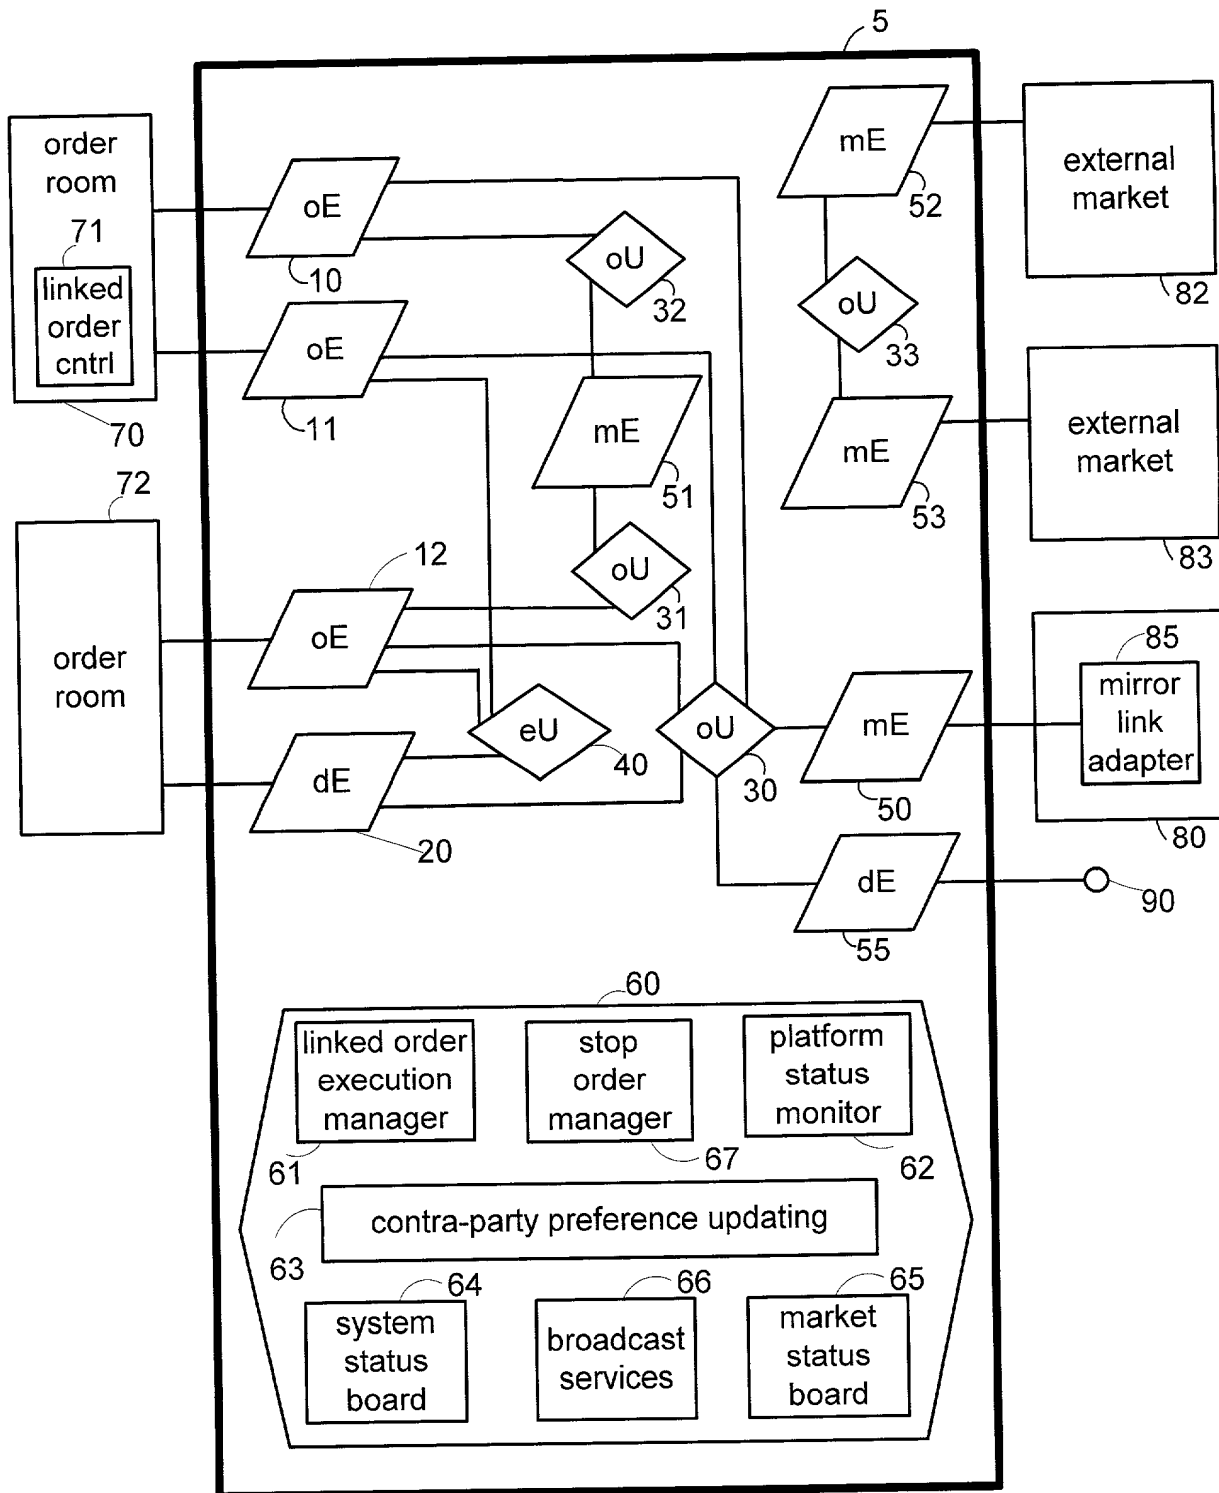 5
order
room
71
linked
order
cntrl
70
oE
10
oE
11
oU
32
mE
51
oU
31
mE
52
oU
33
mE
53
external
market
82
external
market
83
72
order
room
12
oE
dE
20
eU
40
oU
30
mE
50
dE
55
85
mirror
link
adapter
80
90
60
linked order
execution
manager
61
stop
order
manager
67
platform
status
monitor
62
contra-party preference updating
63
64
system
status
board
66
broadcast
services
65
market
status
board